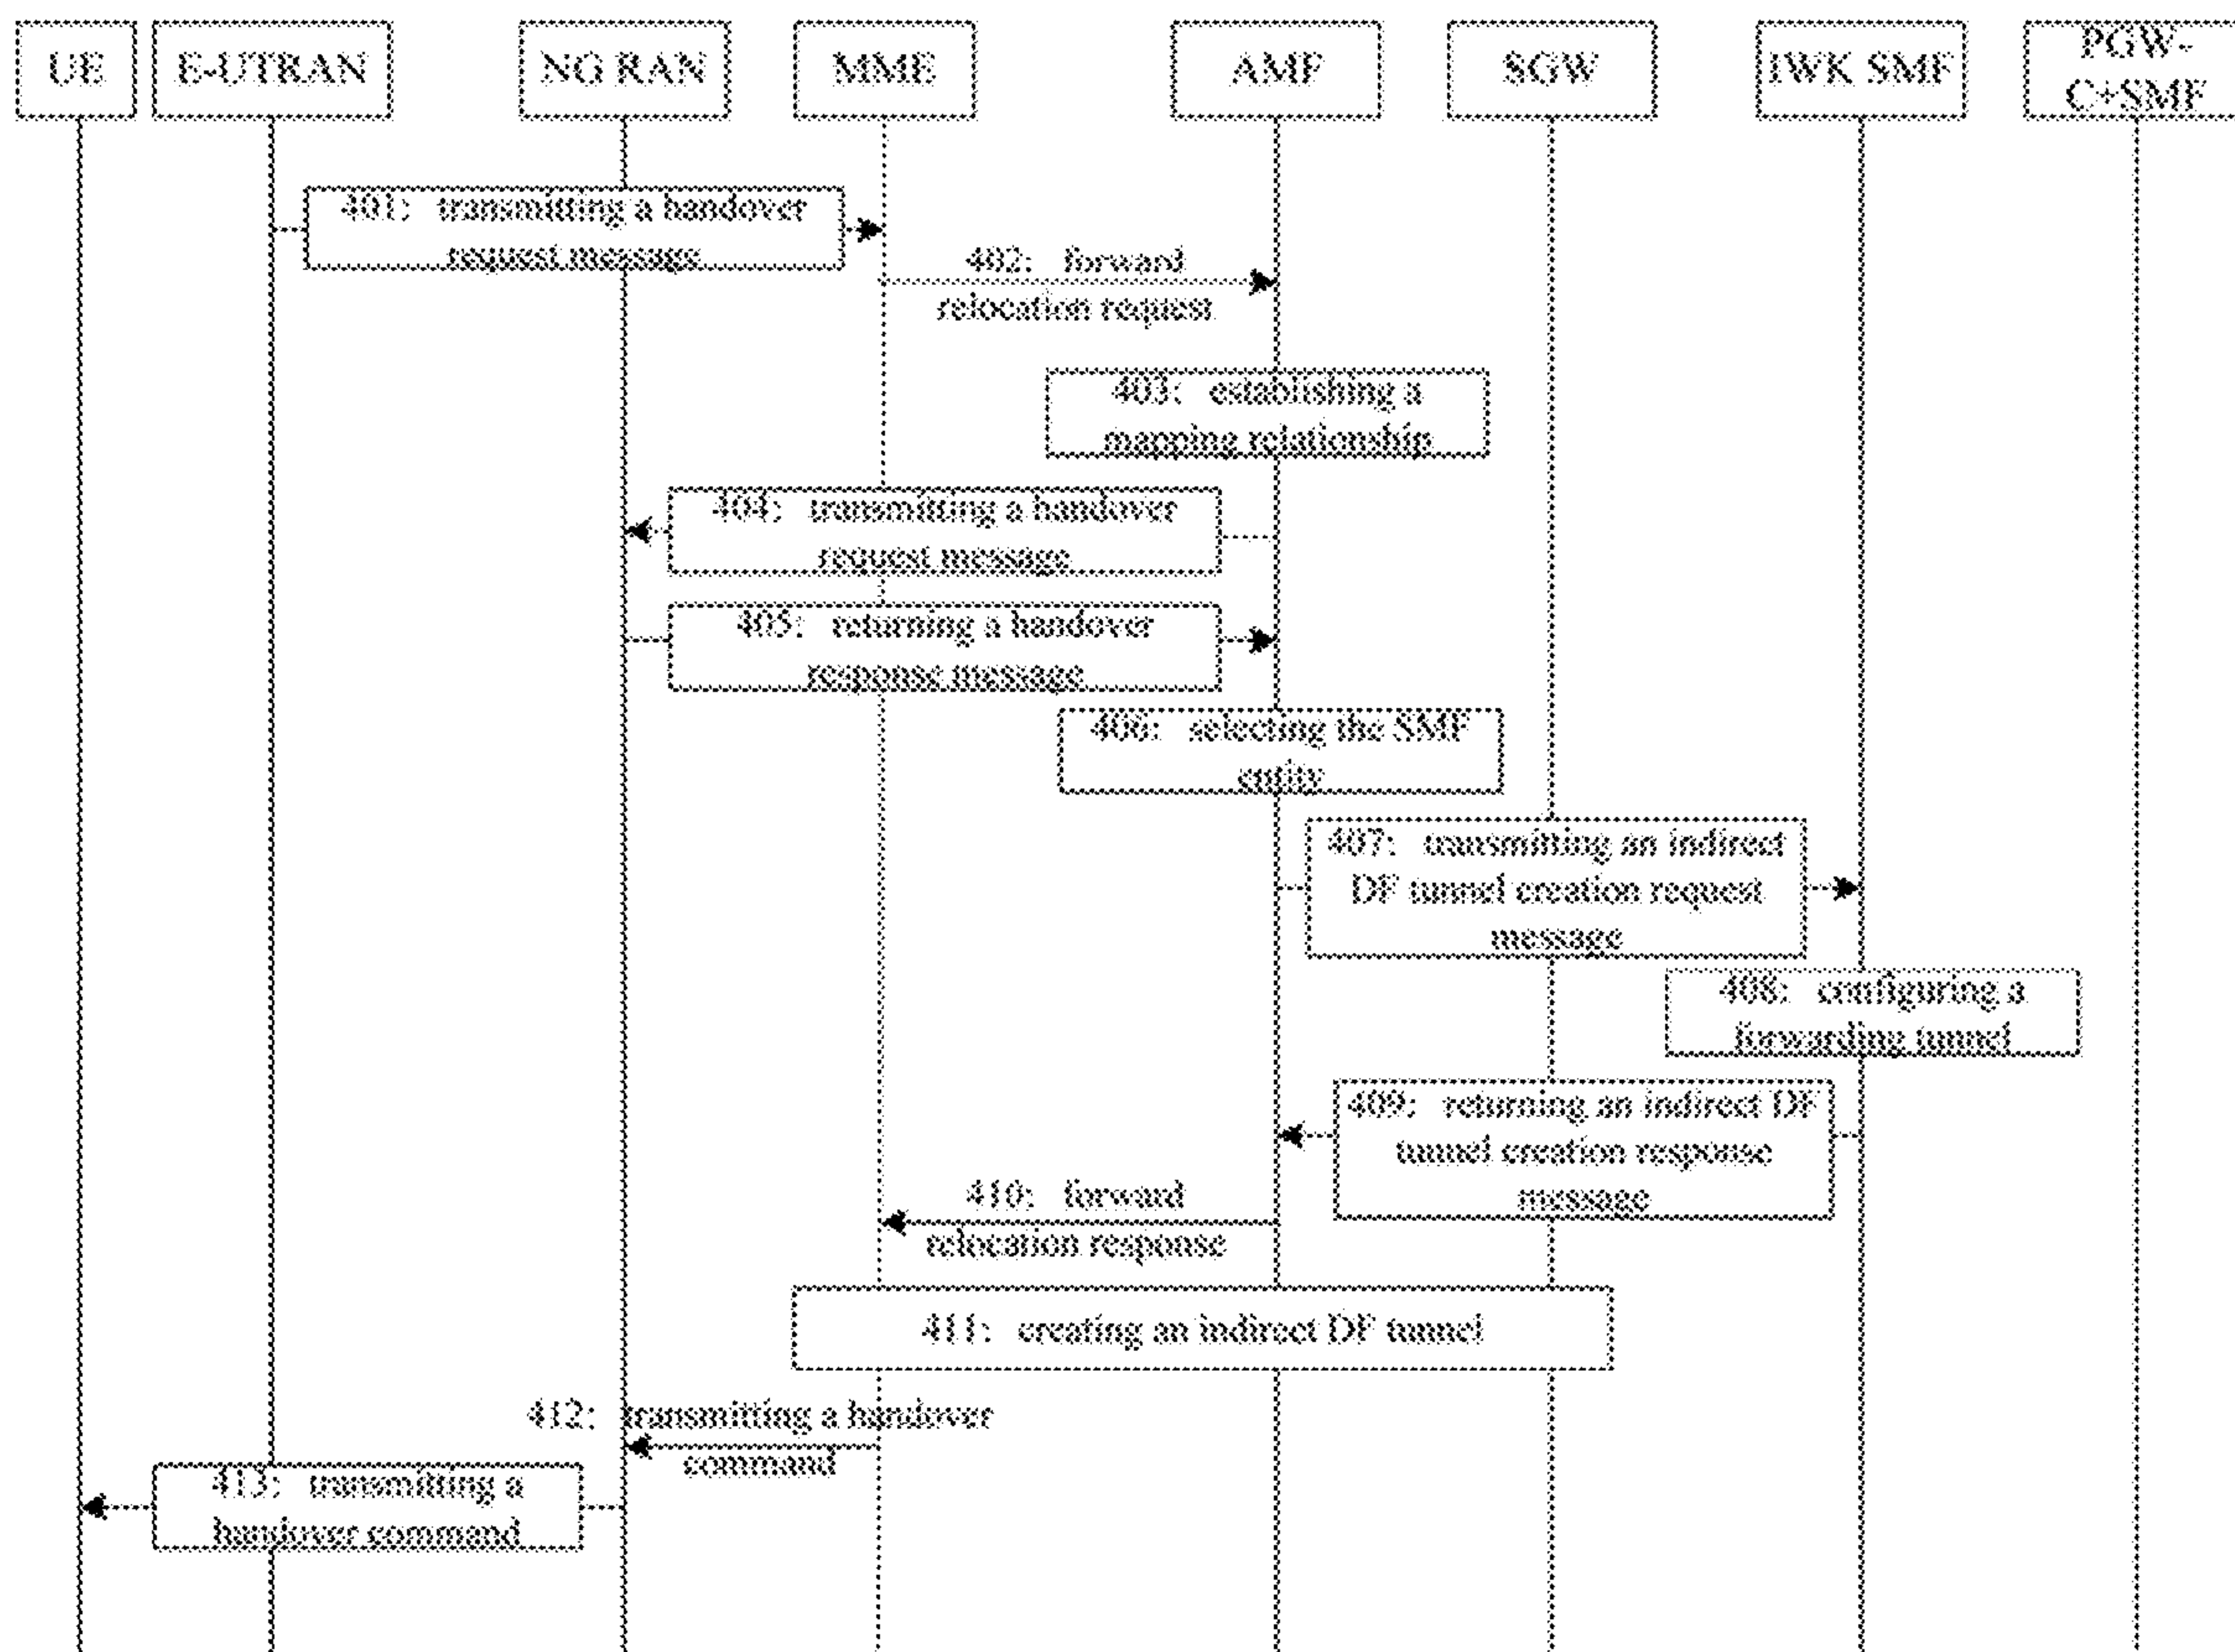 UE
E-UTRAN
NG RAN
MME
AMF
SGW
IWK SMF
PGW-
C+SMF
401: transmitting a handover
request message
402: forward
relocation request
403: establishing a
mapping relationship
404: transmitting a handover
request message
405: returning a handover
response message
406: selecting the SMF
entity
407: transmitting an indirect
DF tunnel creation request
message
408: configuring a
forwarding tunnel
409: returning an indirect DF
tunnel creation response
message
410: forward
relocation response
411: creating an indirect DF tunnel
412: transmitting a handover
command
413: transmitting a
handover command